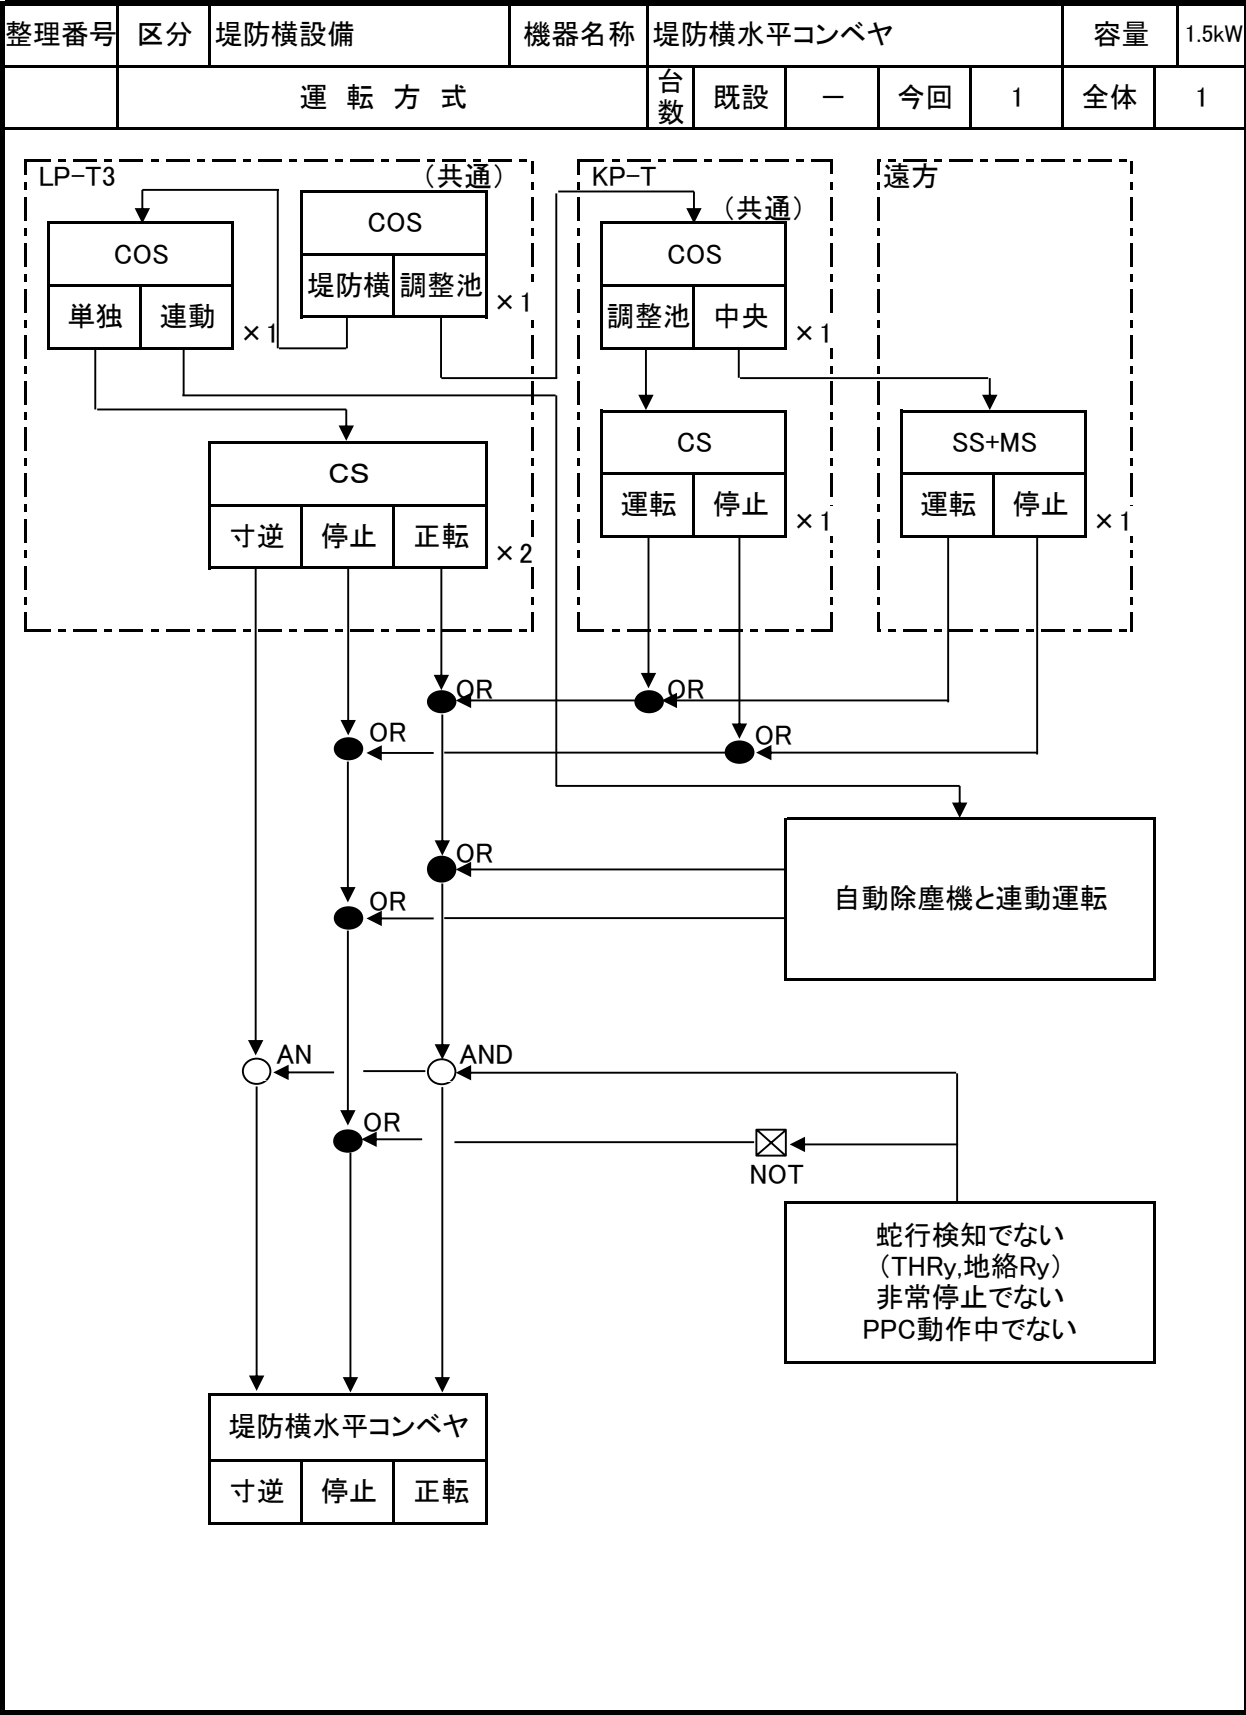 整理番号 区分 堤防横設備 機器名称 堤防横水平コンベヤ 容量 1.5kW
運 転 方 式 台数 既設 － 今回 1 全体 1
LP-T3 （共通） KP-T 遠方
（共通）
COS
COS
COS
堤防横 調整池
×1
単独 連動
×1
調整池 中央
×1
CS
SS+MS
CS
運転 停止
×1
運転 停止
×1
寸逆 停止 正転
×2
OR
OR
OR
OR
OR
OR
自動除塵機と連動運転
AN
AND
OR
NOT
蛇行検知でない
（THRy,地絡Ry）
非常停止でない
PPC動作中でない
堤防横水平コンベヤ
寸逆 停止 正転